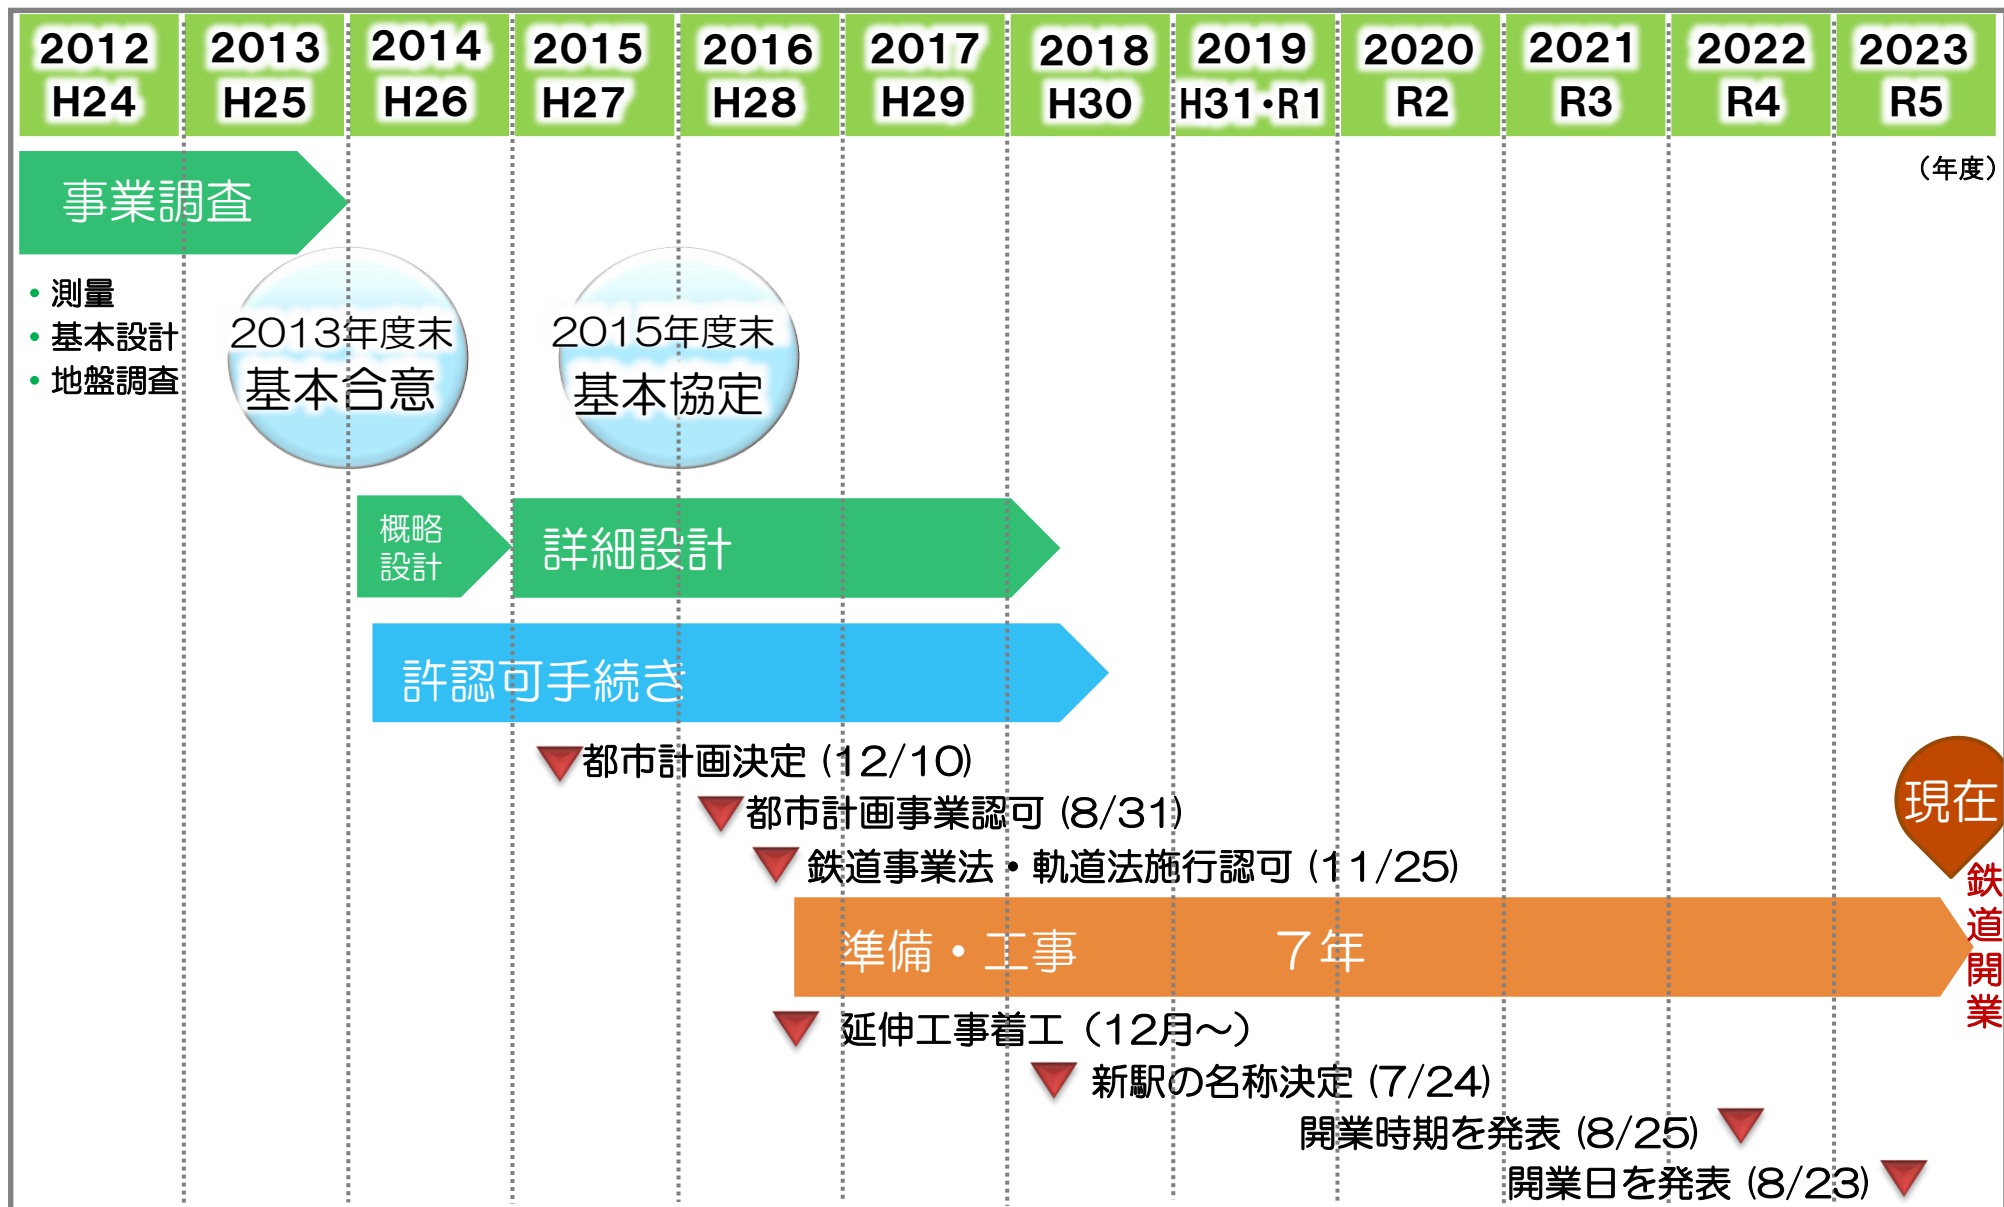 2012 2013 2014 2015 2016 2017 2018 2019 2020 2021 2022 2023
H24 H25 H26 H27 H28 H29 H30 H31・R1 R2 R3 R4 R5
（年度）
事業調査
・測量
・基本設計
・地盤調査
2013年度末
基本合意
2015年度末
基本協定
概略
設計
詳細設計
許認可手続き
都市計画決定 (12/10)
都市計画事業認可 (8/31)
鉄道事業法・軌道法施行認可 (11/25)
現在
鉄道開業
準備・工事 7年
延伸工事着工（12月～）
新駅の名称決定 (7/24)
開業時期を発表 (8/25)
開業日を発表 (8/23)